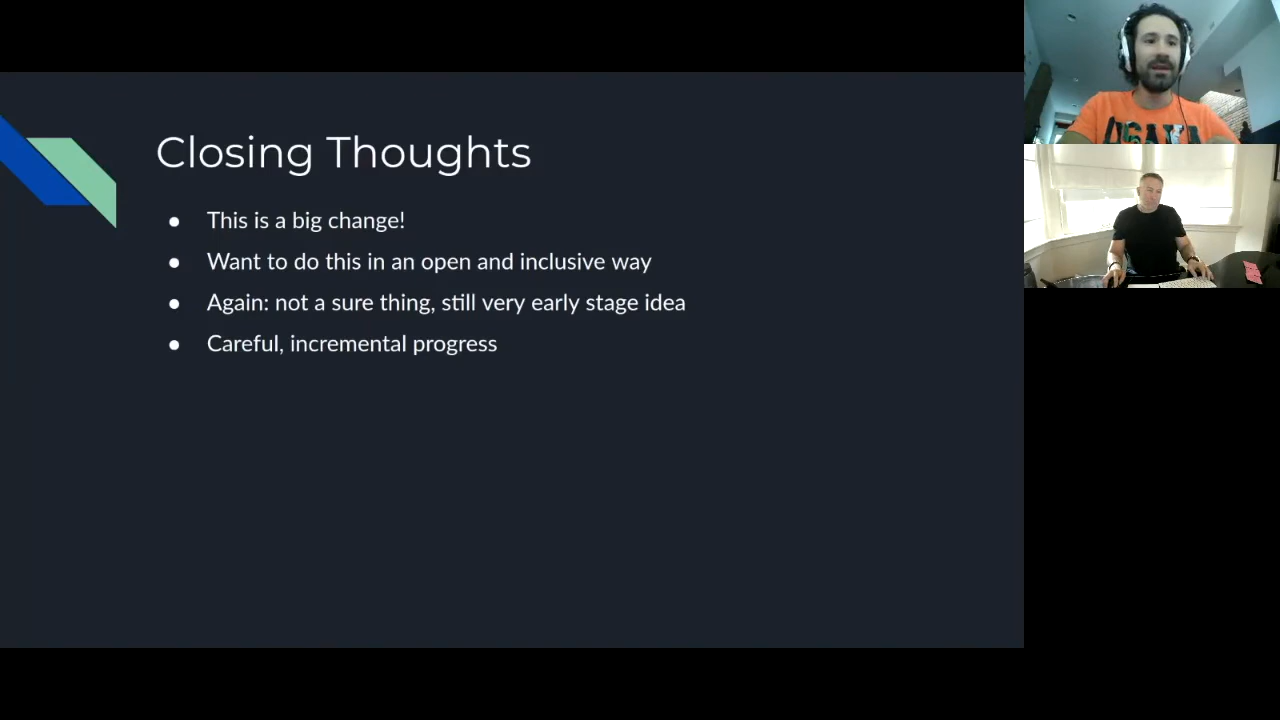 Closing Thoughts
● This is a big change!
● Want to do this in an open and inclusive way
● Again: not a sure thing, still very early stage idea
● Careful, incremental progress